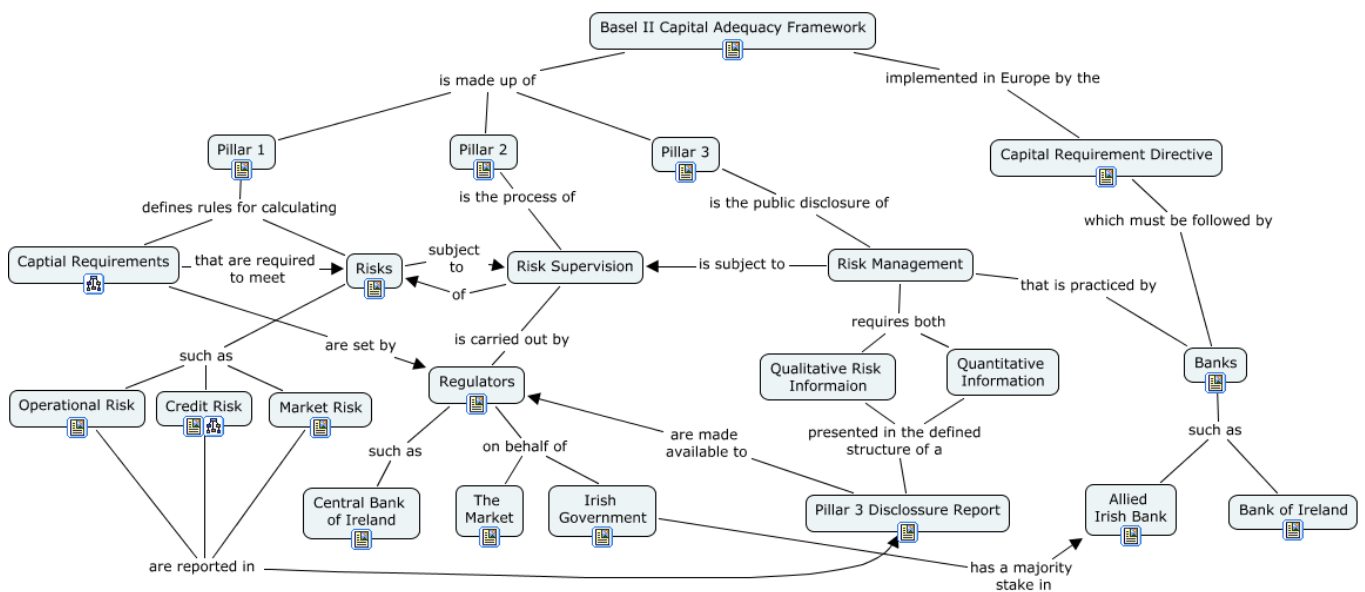 Basel II Capital Adequacy Framework
is made up of
implemented in Europe by the
Pillar 1
Pillar 2
Pillar 3
Capital Requirement Directive
defines rules for calculating
is the process of
is the public disclosure of
which must be followed by
Captial Requirements
that are required
to meet
Risks
subject
to
of
Risk Supervision
is subject to
Risk Management
that is practiced by
such as
are set by
is carried out by
requires both
Operational Risk
Credit Risk
Market Risk
Regulators
Qualitative Risk
Informaion
Quantitative
Information
Banks
such as
on behalf of
are made
available to
presented in the defined
structure of a
such as
Central Bank
of Ireland
The
Market
Irish
Government
Pillar 3 Disclossure Report
Allied
Irish Bank
Bank of Ireland
are reported in
has a majority
stake in